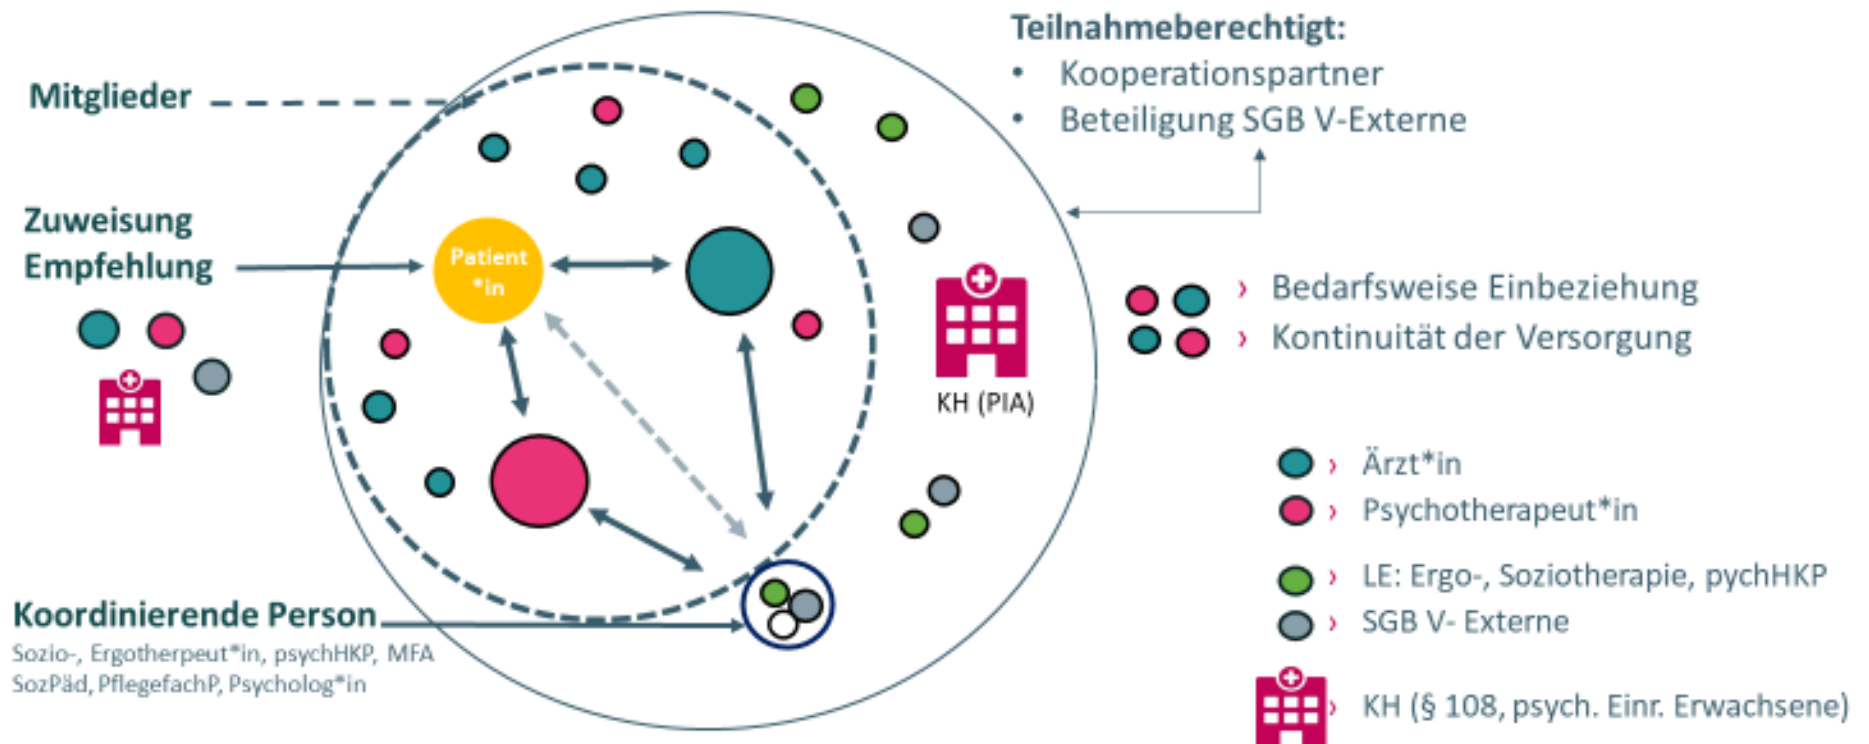 Teilnahmeberechtigt:
• Kooperationspartner
• Beteiligung SGB V-Externe
Mitglieder
Zuweisung
Empfehlung
Patient
*in
KH (PIA)
› Bedarfsweise Einbeziehung
› Kontinuität der Versorgung
Koordinierende Person
Sozio-, Ergotherpeut*in, psychHKP, MFA
SozPäd, PflegefachP, Psycholog*in
› Ärzt*in
› Psychotherapeut*in
› LE: Ergo-, Soziotherapie, pychHKP
› SGB V- Externe
› KH (§ 108, psych. Einr. Erwachsene)